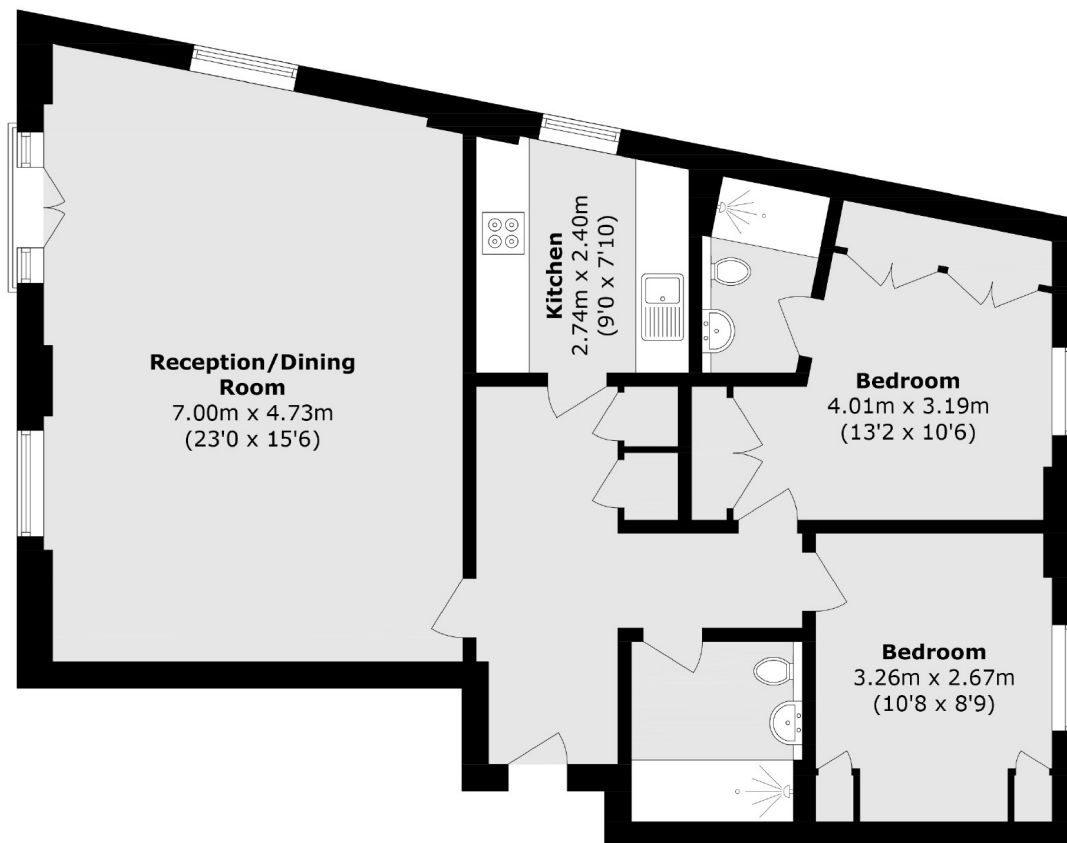 Reception/Dining
Room
7.00m x 4.73m
(23'0 x 15'6)
Kitchen
2.74m x 2.40m
(9'0 x 7'10)
Bedroom
4.01m x 3.19m
(13'2 x 10'6)
Bedroom
3.26m x 2.67m
(10'8 x 8'9)